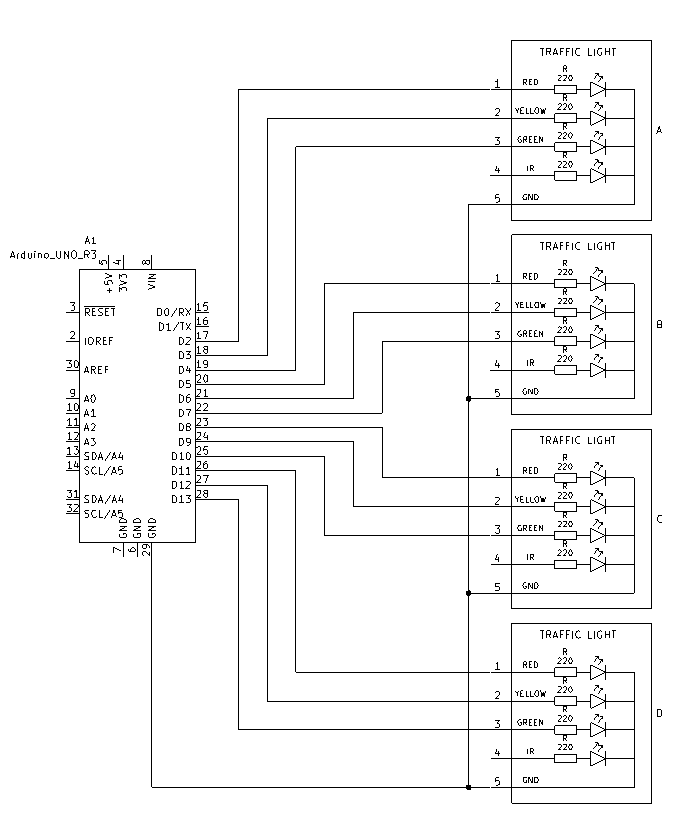 A1
Arduino_UNO_R3
5 4 8
+5V 3V3 VIN
3 RESET D0/RX 15
D1/TX 16
2 IOREF D2 17
D3 18
30 AREF D4 19
D5 20
9 A0 D6 21
10 A1 D7 22
11 A2 D8 23
12 A3 D9 24
13 SDA/A4 D10 25
14 SCL/A5 D11 26
D12 27
31 SDA/A4 D13 28
32 SCL/A5
GND GND GND
7 6 29
TRAFFIC LIGHT
R
1 RED 220
R
2 YELLOW 220
A
R
3 GREEN 220
R
4 IR 220
5 GND
TRAFFIC LIGHT
R
1 RED 220
R
2 YELLOW 220
B
R
3 GREEN 220
R
4 IR 220
5 GND
TRAFFIC LIGHT
R
1 RED 220
R
2 YELLOW 220
C
R
3 GREEN 220
R
4 IR 220
5 GND
TRAFFIC LIGHT
R
1 RED 220
R
2 YELLOW 220
D
R
3 GREEN 220
R
4 IR 220
5 GND